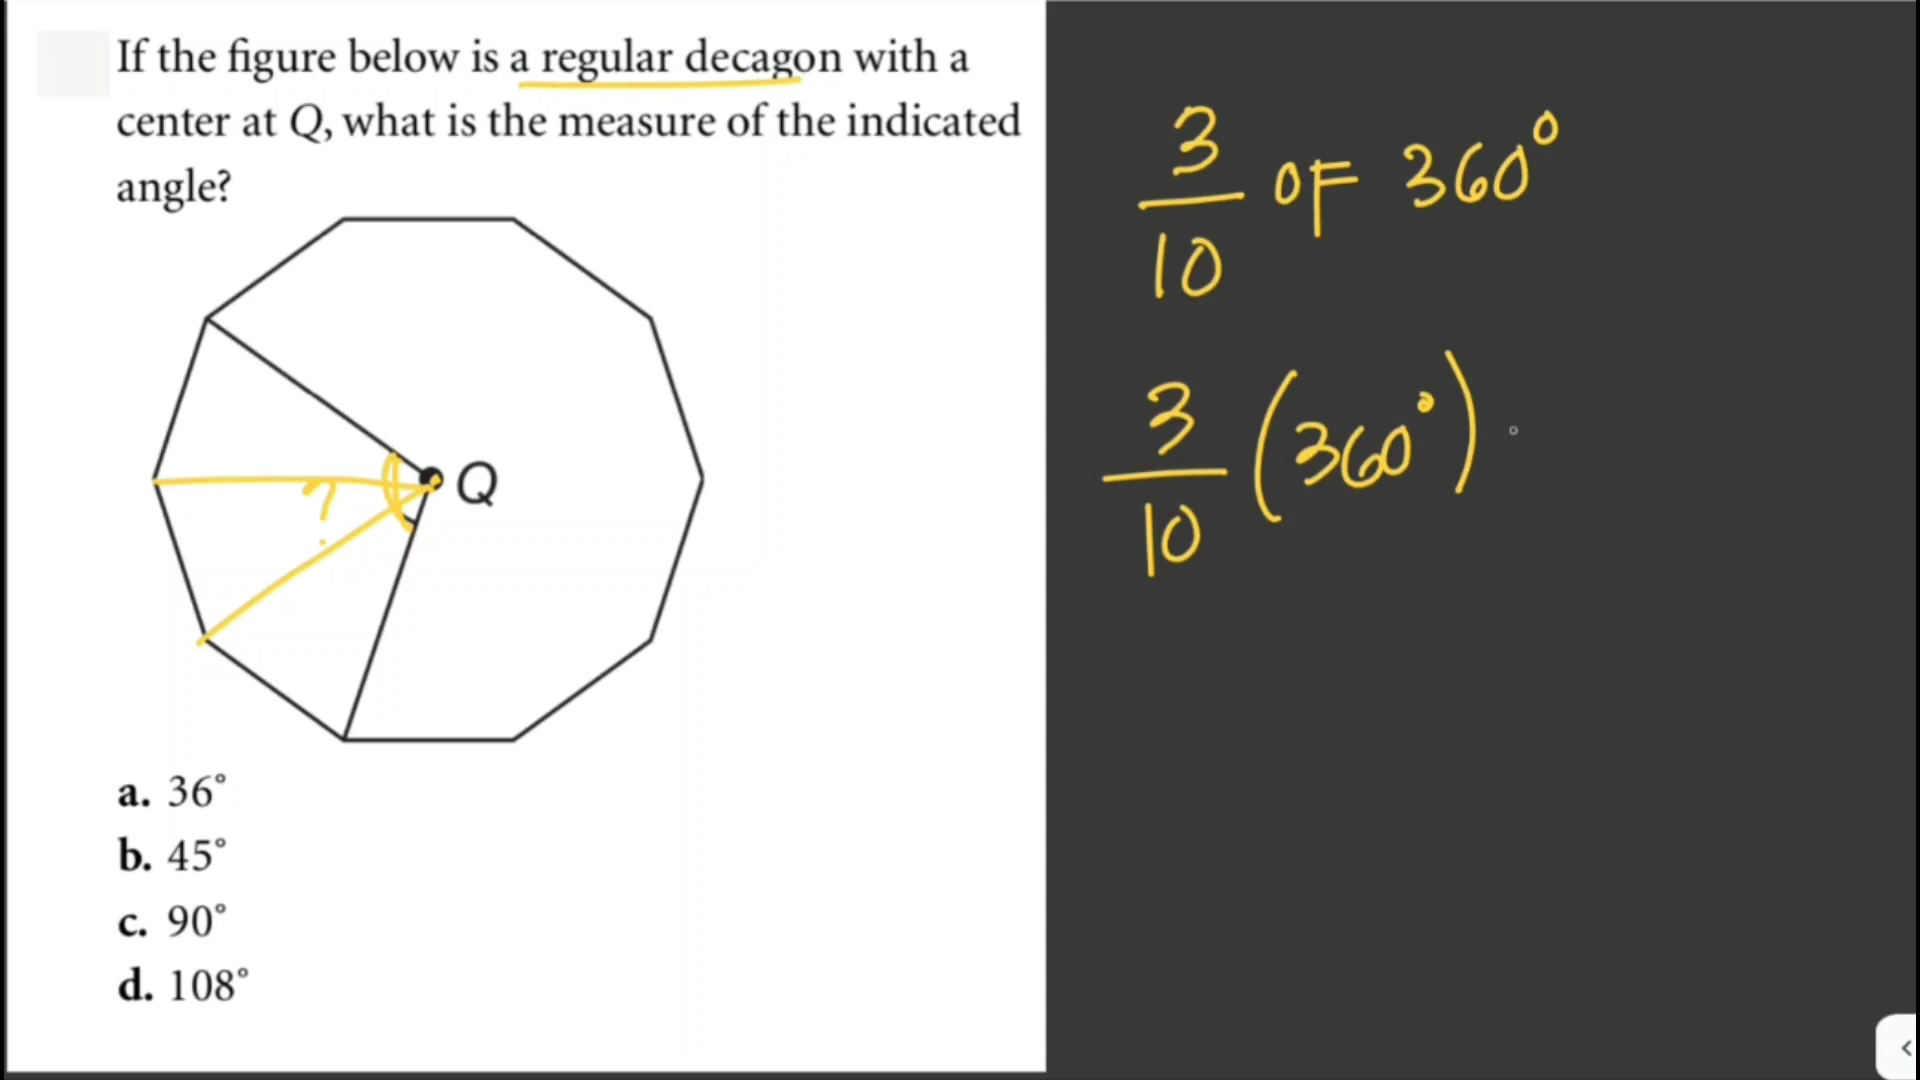 If the figure below is a regular decagon with a
center at Q, what is the measure of the indicated
angle?
Q
?
a. 36°
b. 45°
c. 90°
d. 108°
3/10 OF 360°
3/10 (360°)
<